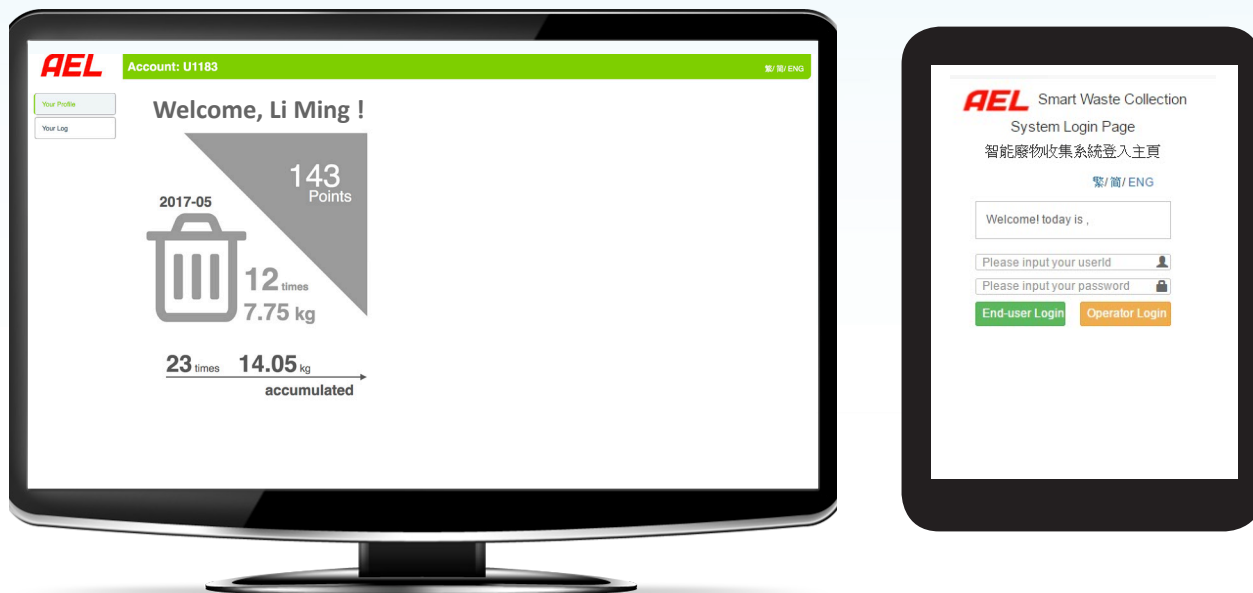 AEL
Account: U1183
繁/ 简/ ENG
Your Profile
Your Log
Welcome, Li Ming !
143
Points
2017-05
12 times
7.75 kg
23 times 14.05 kg
accumulated
AEL Smart Waste Collection
System Login Page
智能廢物收集系統登入主頁
繁/ 简/ ENG
Welcome! today is ,
Please input your userId
Please input your password
End-user Login
Operator Login